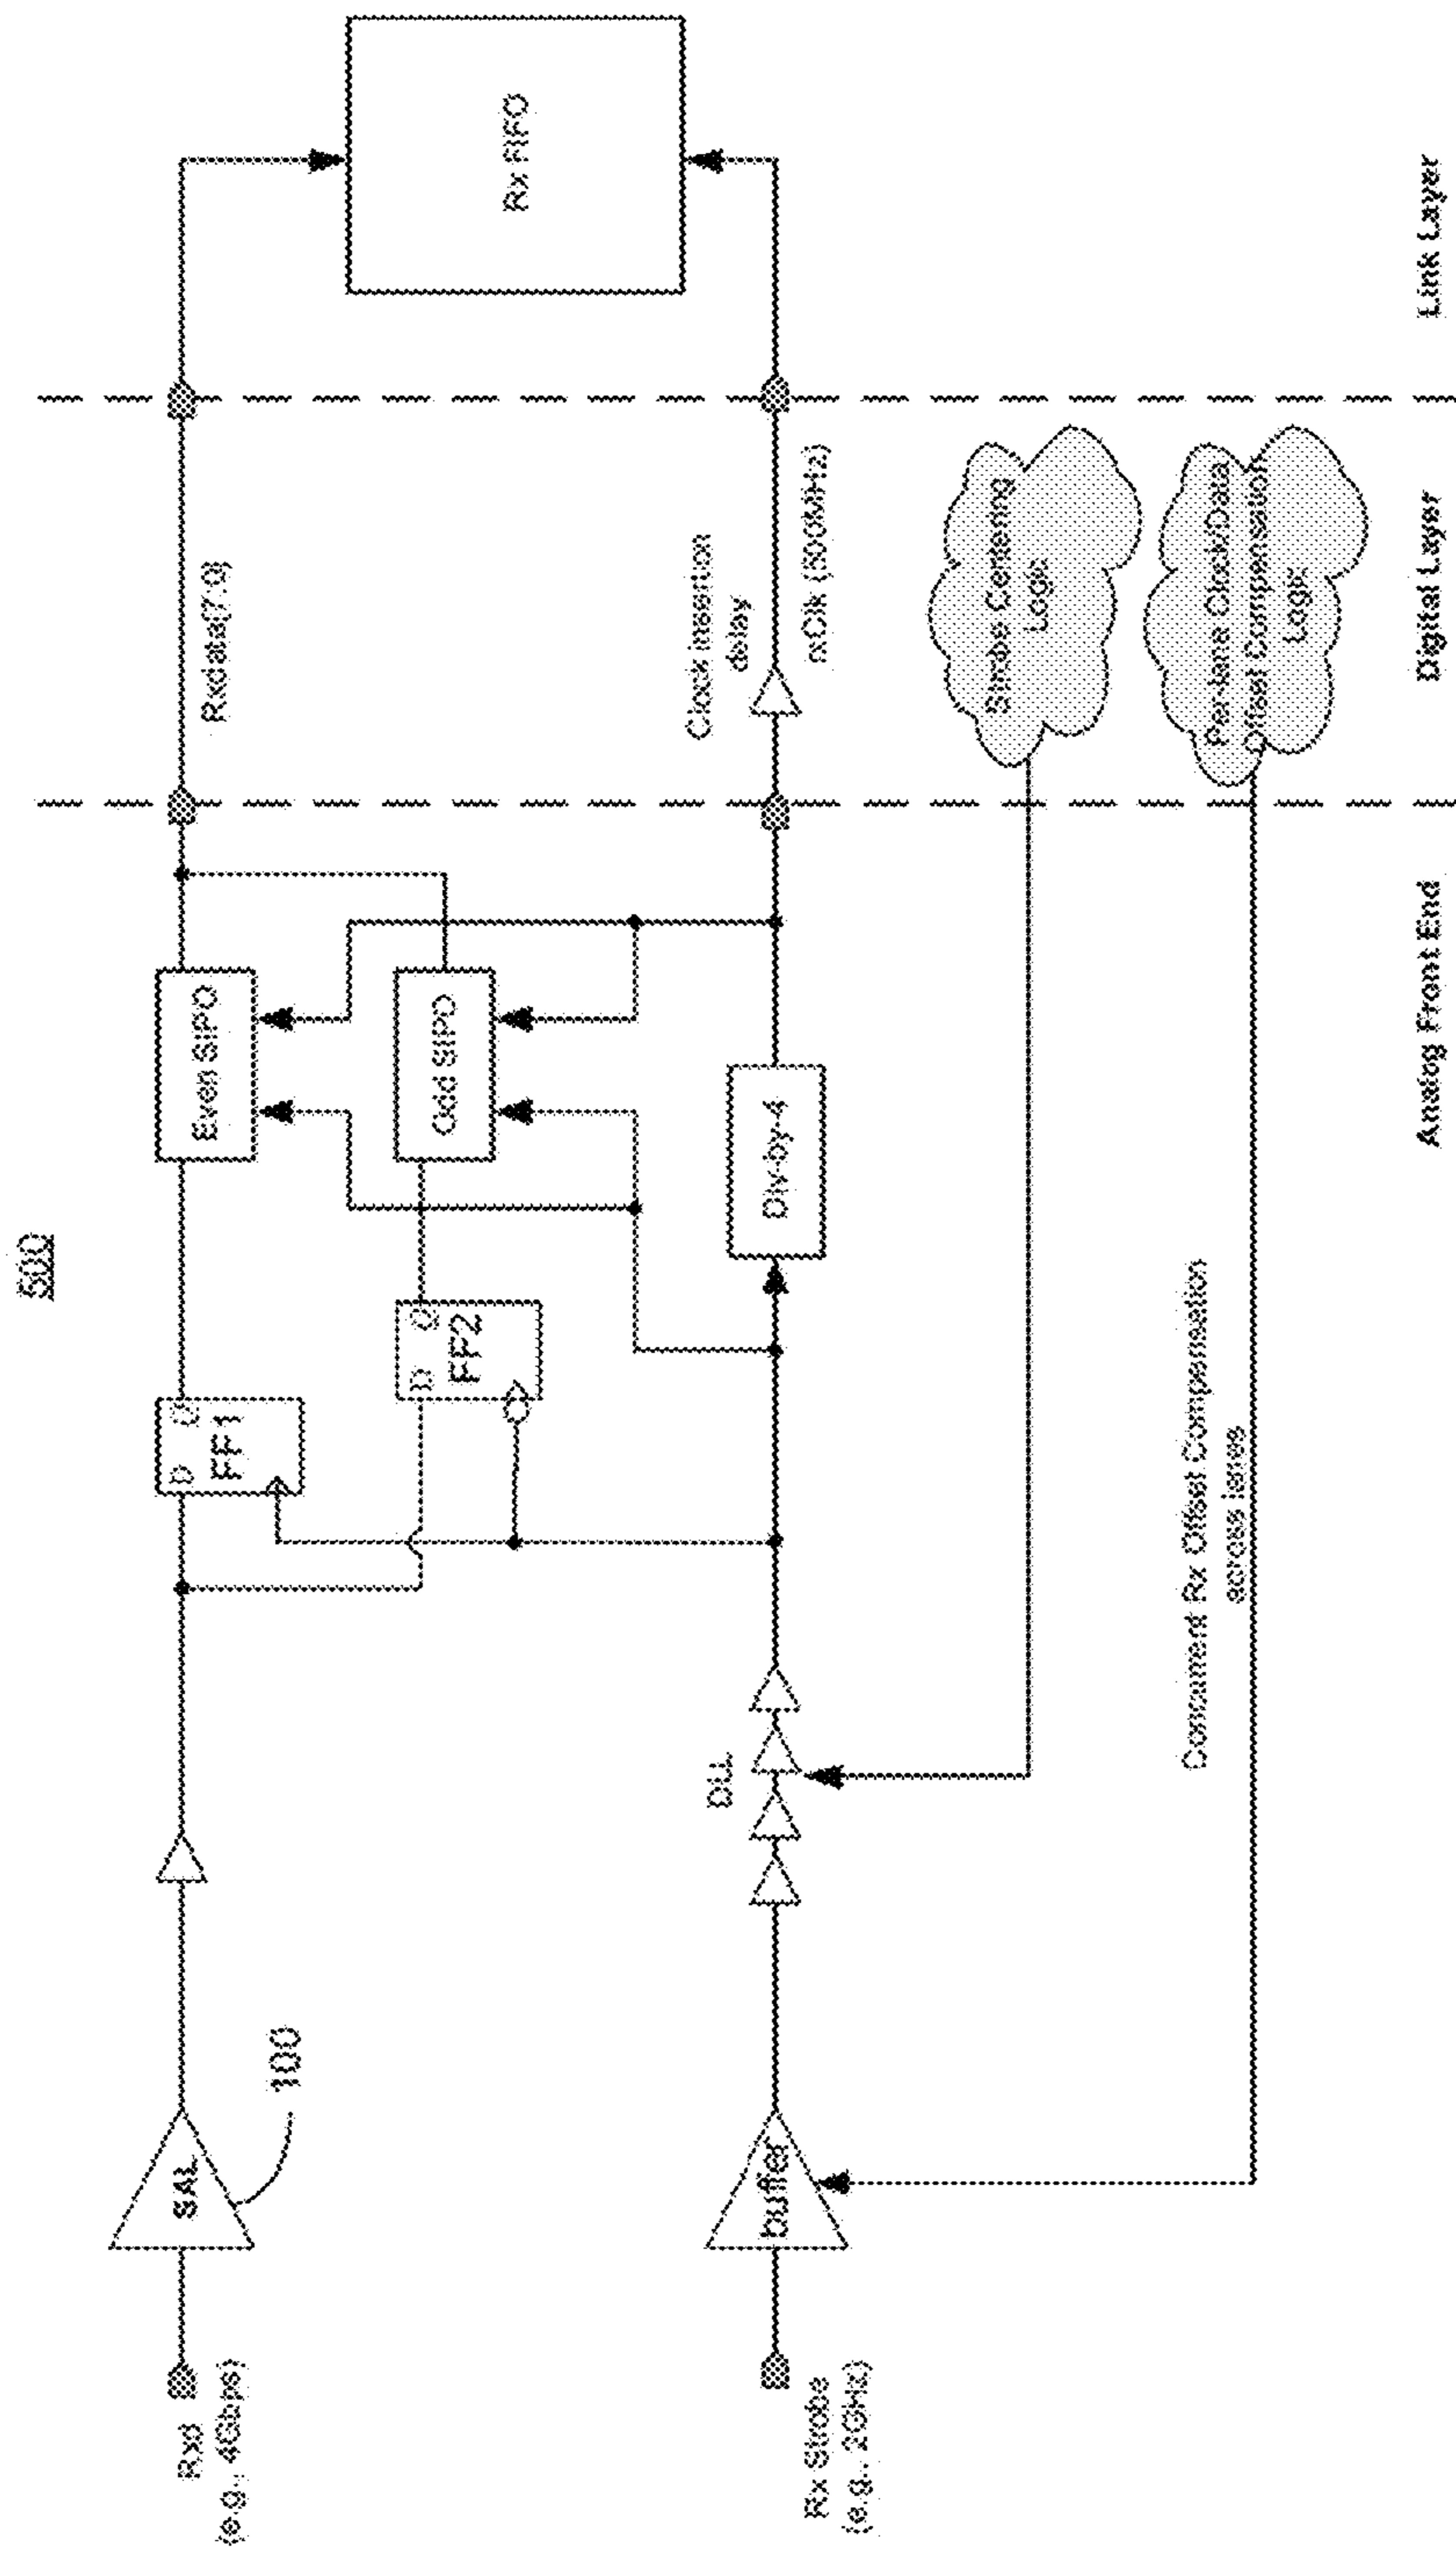 500
Rxd
(e.g., 4Gbps)
SAL
100
D Q
FF1
D Q
FF2
Even SIPO
Odd SIPO
Rxdata[7:0]
Rx FIFO
Rx Strobe
(e.g., 2GHz)
buffer
DLL
Div-by-4
Clock insertion
delay
rxClk (500MHz)
Strobe Centering
Logic
Per-lane Clock/Data
Offset Compensation
Logic
Concurrent Rx Offset Compensation
across lanes
Analog Front End
Digital Layer
Link Layer